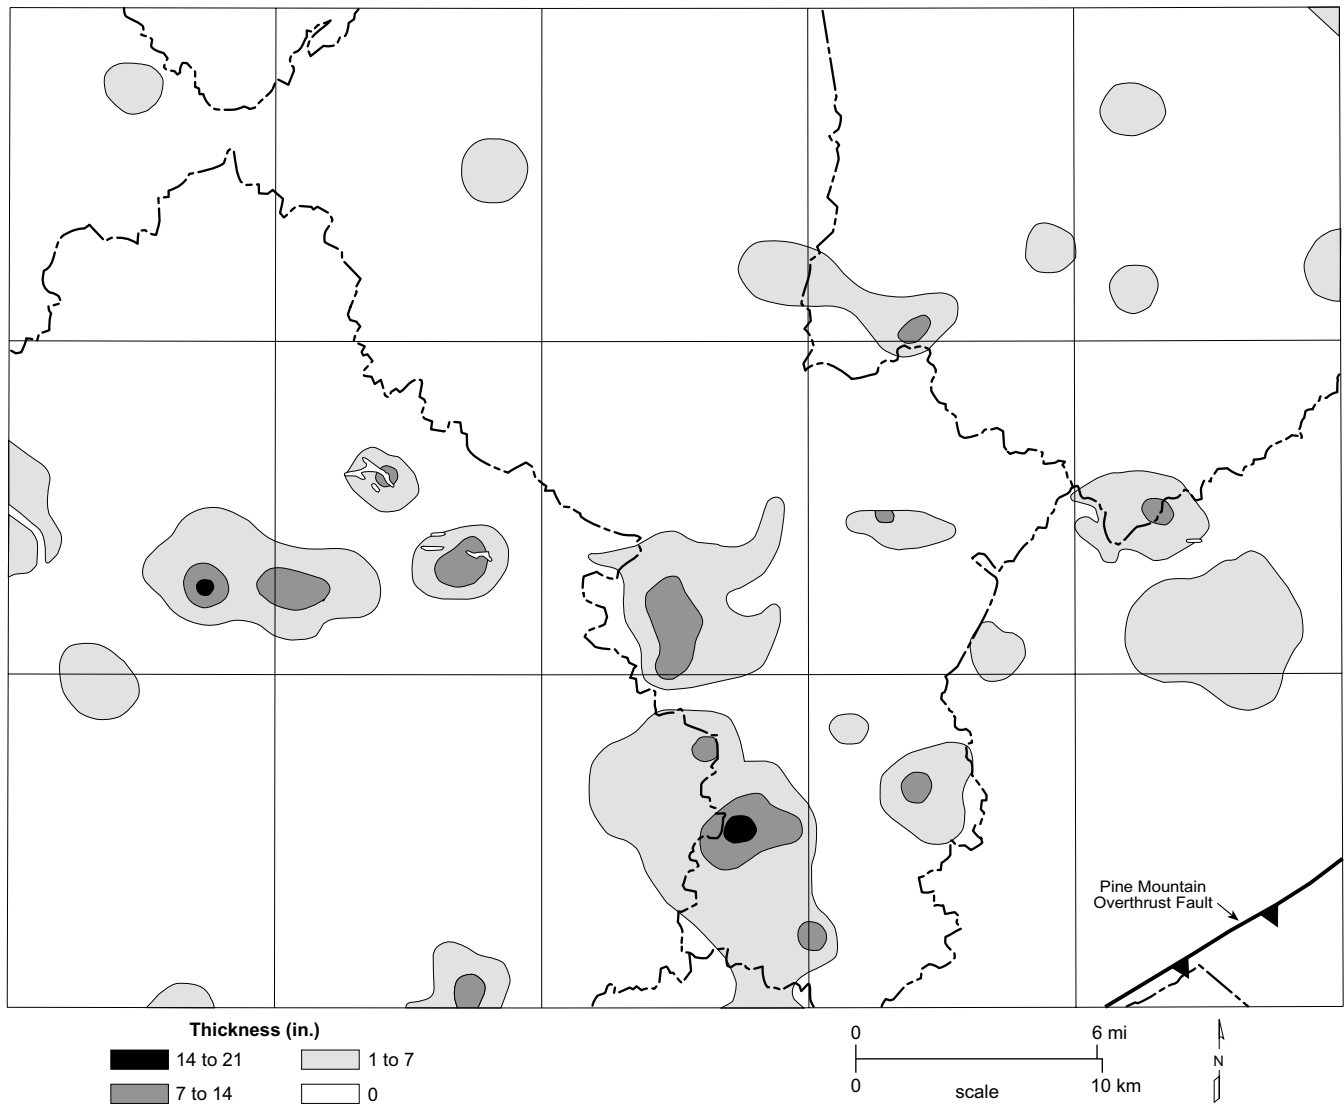 Pine Mountain
Overthrust Fault
Thickness (in.)
14 to 21
1 to 7
7 to 14
0
0
6 mi
0
10 km
scale
N